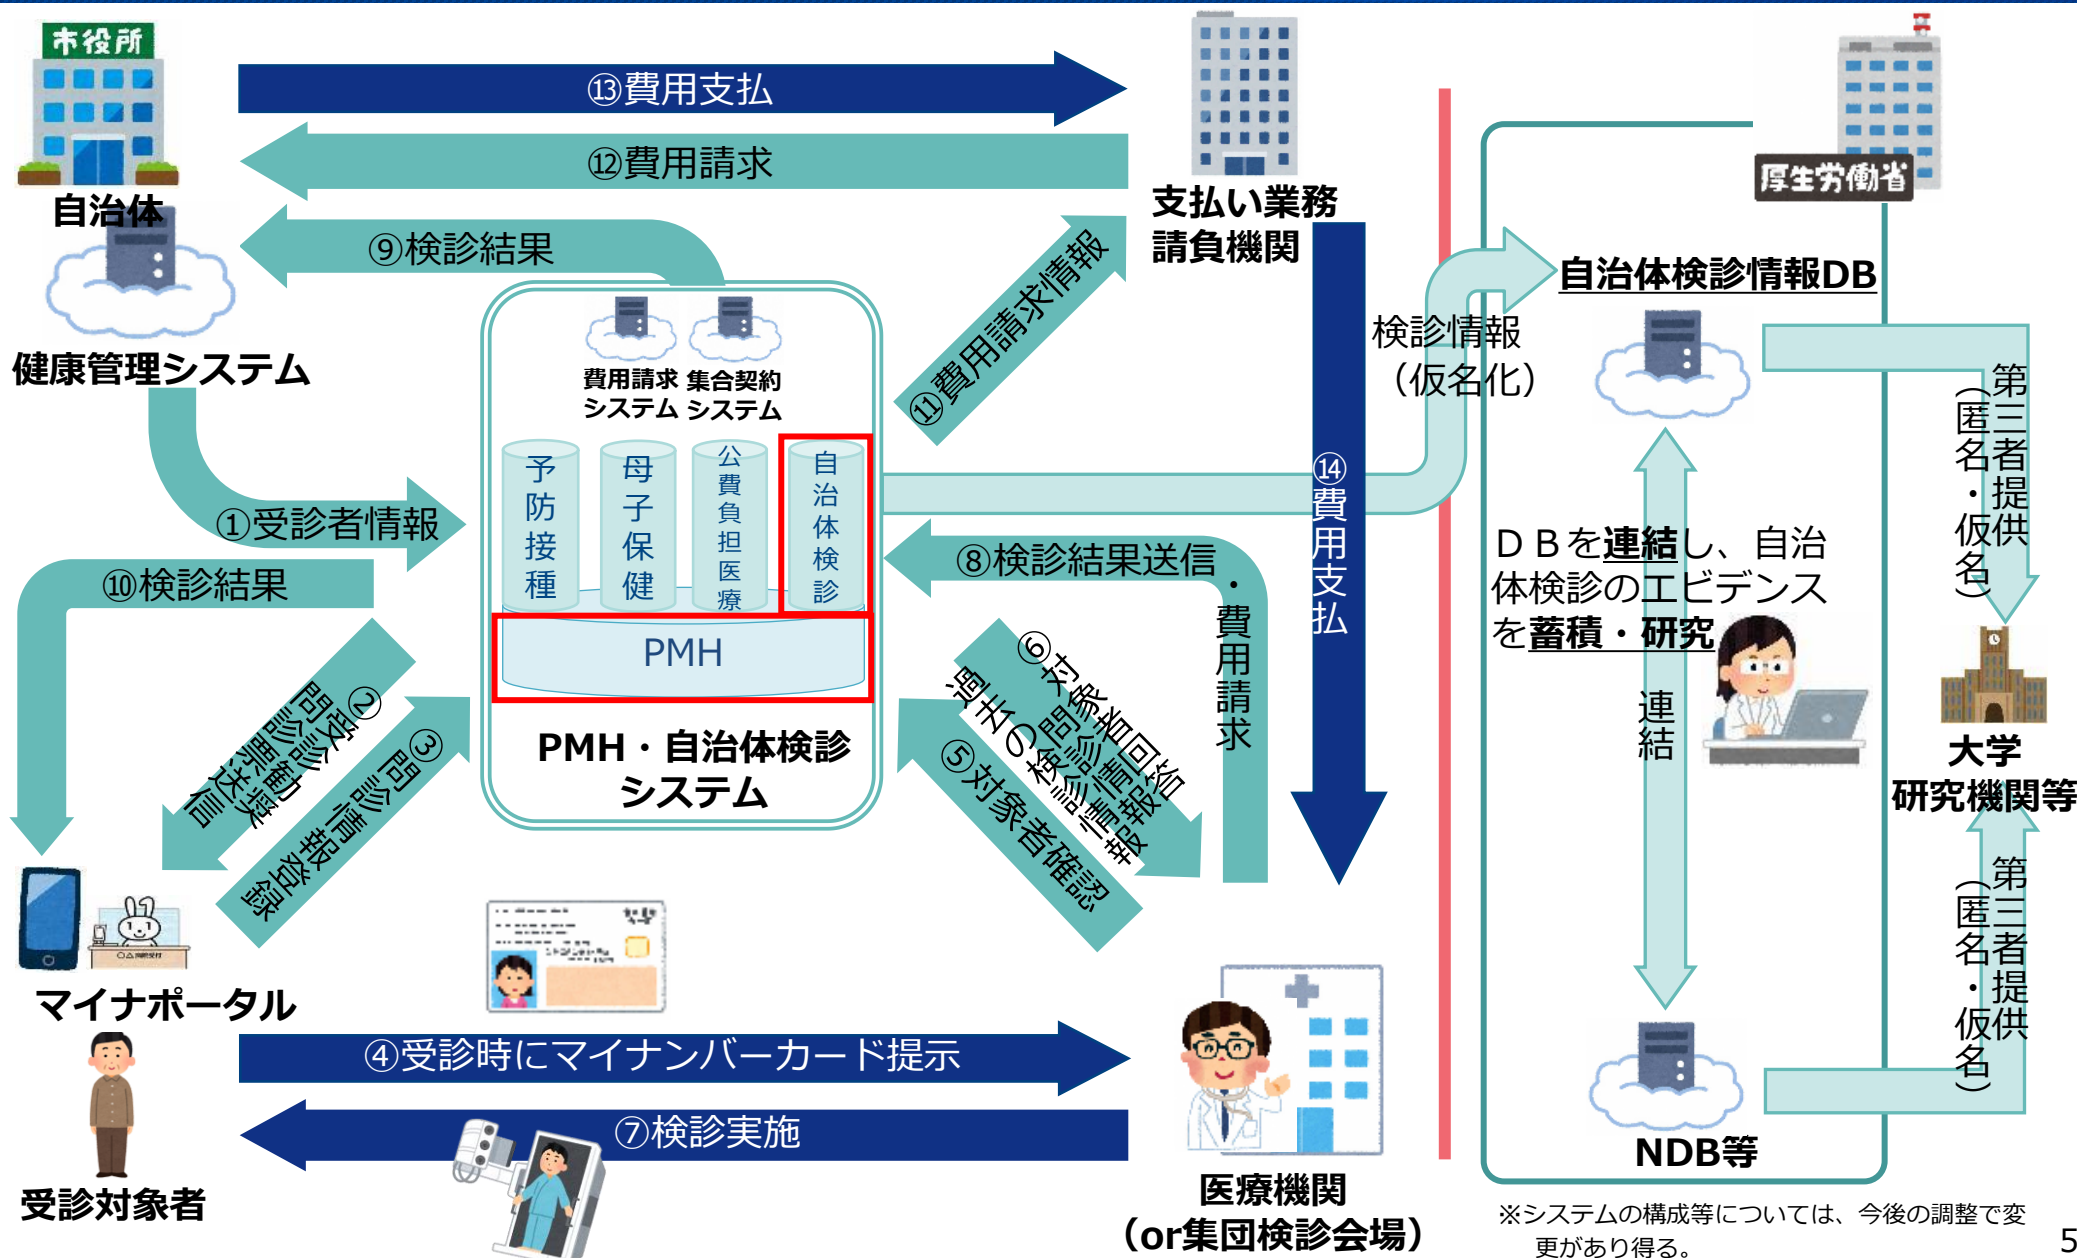 市役所
自治体
健康管理システム
⑬費用支払
⑫費用請求
⑨検診結果
支払い業務
請負機関
厚生労働省
自治体検診情報DB
検診情報
（仮名化）
⑪費用請求情報
費用請求
システム
集合契約
システム
予防接種
母子保健
公費負担医療
自治体検診
PMH
PMH・自治体検診
システム
①受診者情報
⑩検診結果
②受診勧奨
問診票送信
③問診情報登録
⑧検診結果送信・費用請求
⑥対象者回答
問診情報
過去の検診情報
⑤対象者確認
⑭費用支払
ＤＢを連結し、自治
体検診のエビデンス
を蓄積・研究
連結
第三者提供
（匿名・仮名）
大学
研究機関等
第三者提供
（匿名・仮名）
NDB等
マイナポータル
④受診時にマイナンバーカード提示
⑦検診実施
受診対象者
医療機関
（or集団検診会場）
※システムの構成等については、今後の調整で変
更があり得る。
5